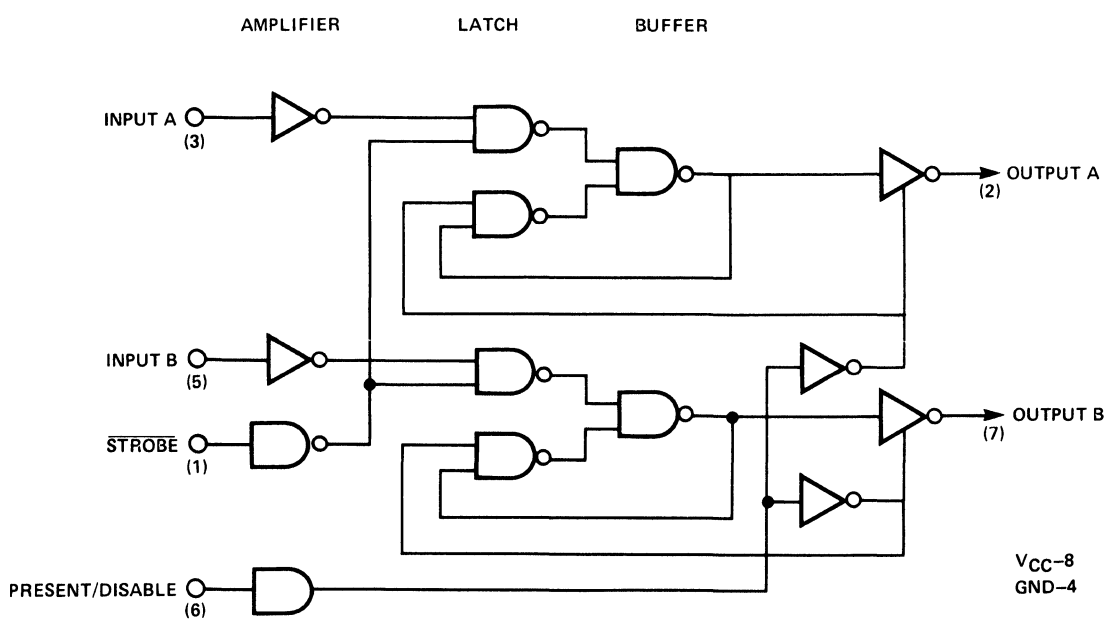 AMPLIFIER LATCH BUFFER
INPUT A
(3)
OUTPUT A
(2)
INPUT B
(5)
OUTPUT B
(7)
STROBE
(1)
VCC–8
GND–4
PRESENT/DISABLE
(6)